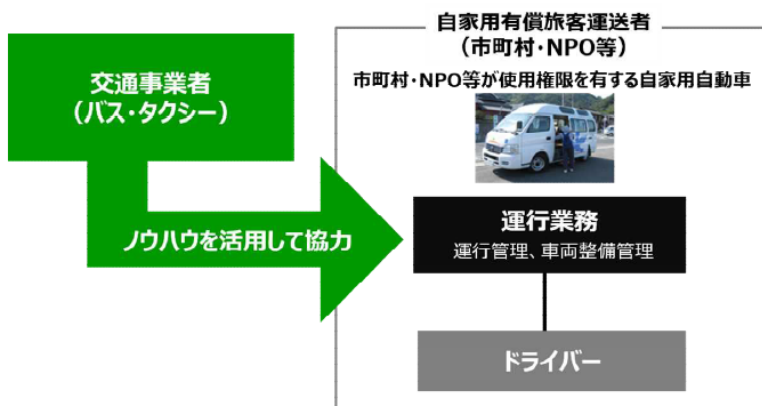 自家用有償旅客運送者
（市町村・NPO等）
交通事業者
（バス・タクシー）
市町村・NPO等が使用権限を有する自家用自動車
ノウハウを活用して協力
運行業務
運行管理、車両整備管理
ドライバー